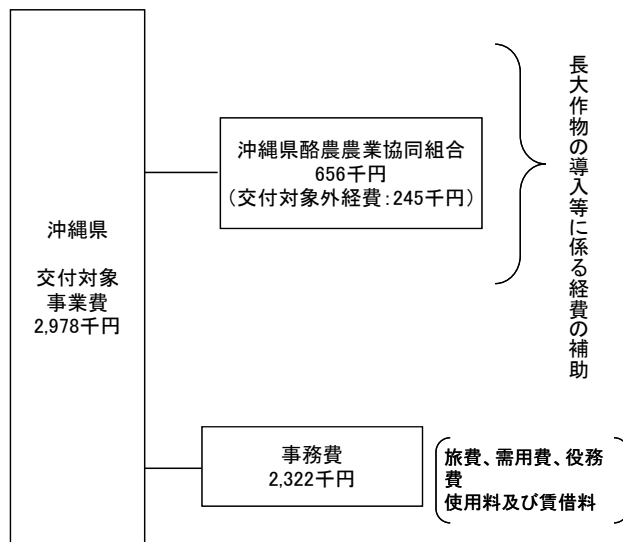 沖縄県
交付対象
事業費
2,978千円
沖縄県酪農農業協同組合
656千円
（交付対象外経費：245千円）
長大作物の導入等に係る経費の補助
事務費
2,322千円
旅費、需用費、役務
費
使用料及び賃借料